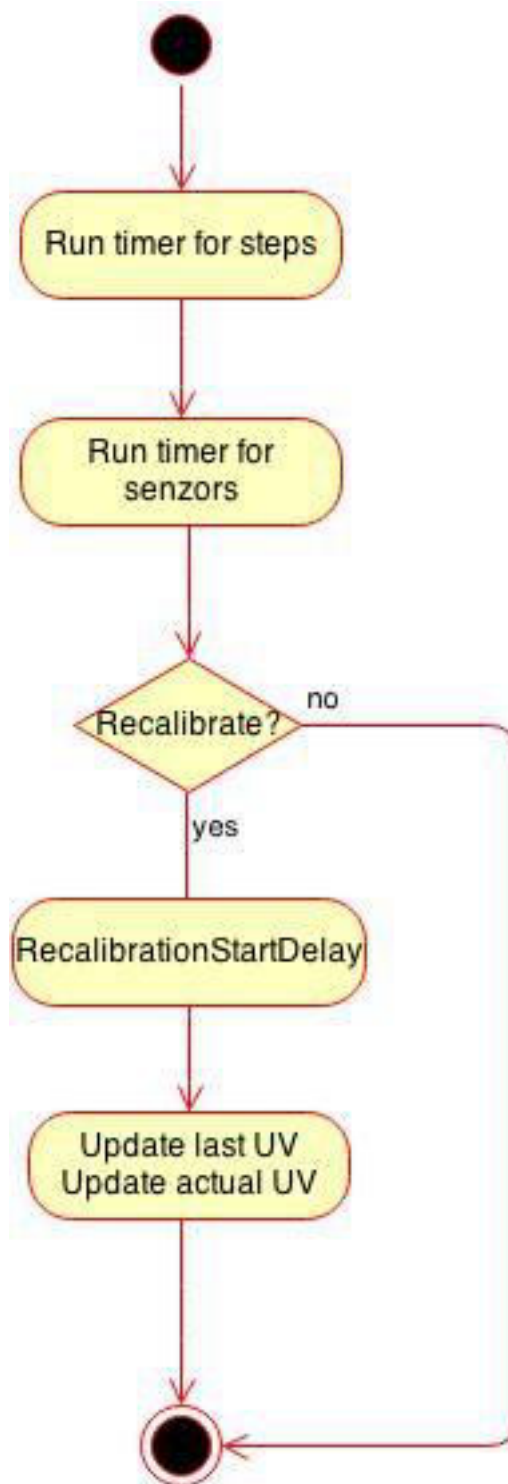 Run timer for steps
Run timer for
senzors
Recalibrate?
no
yes
RecalibrationStartDelay
Update last UV
Update actual UV